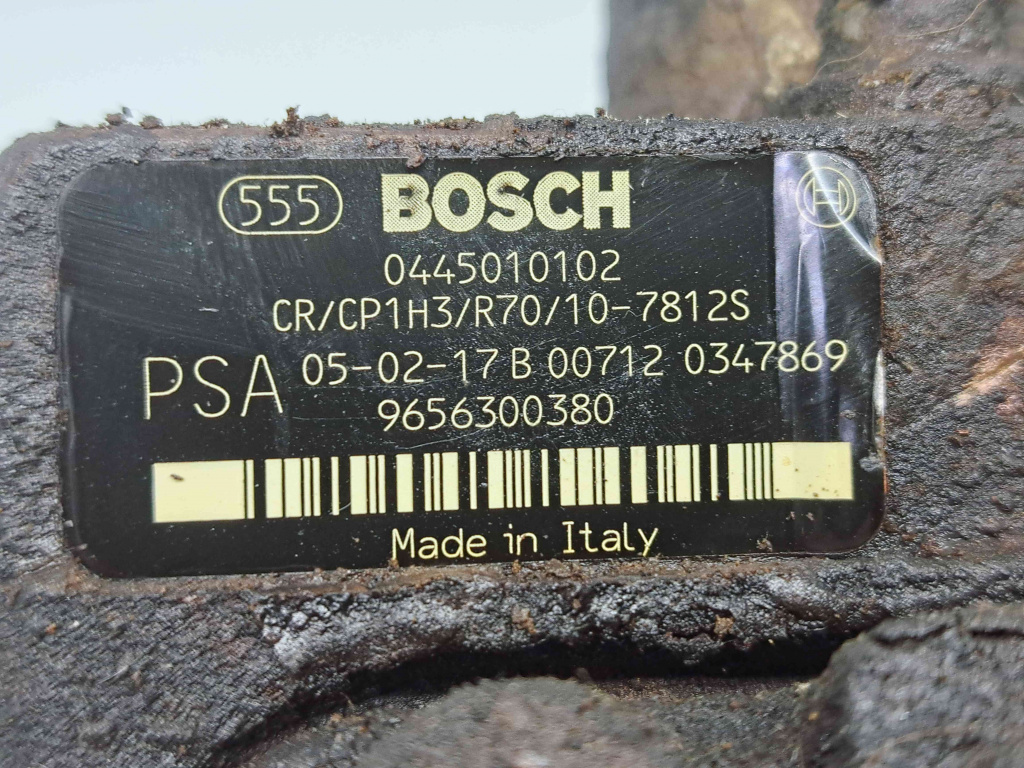 555 BOSCH
0445010102
CR/CP1H3/R70/10-7812S
PSA 05-02-17 B 00712 0347869
9656300380
Made in Italy